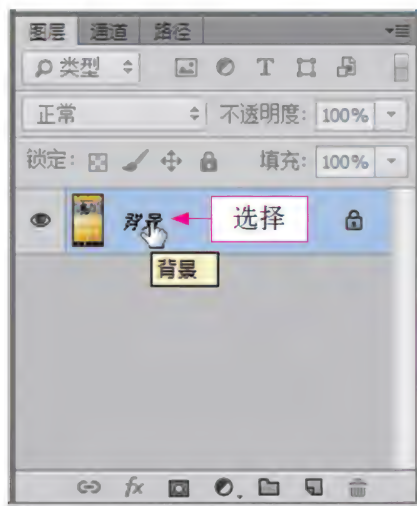 图层 通道 路径
类型 T
正常 不透明度: 100%
锁定: 填充: 100%
背景 选择
背景
fx